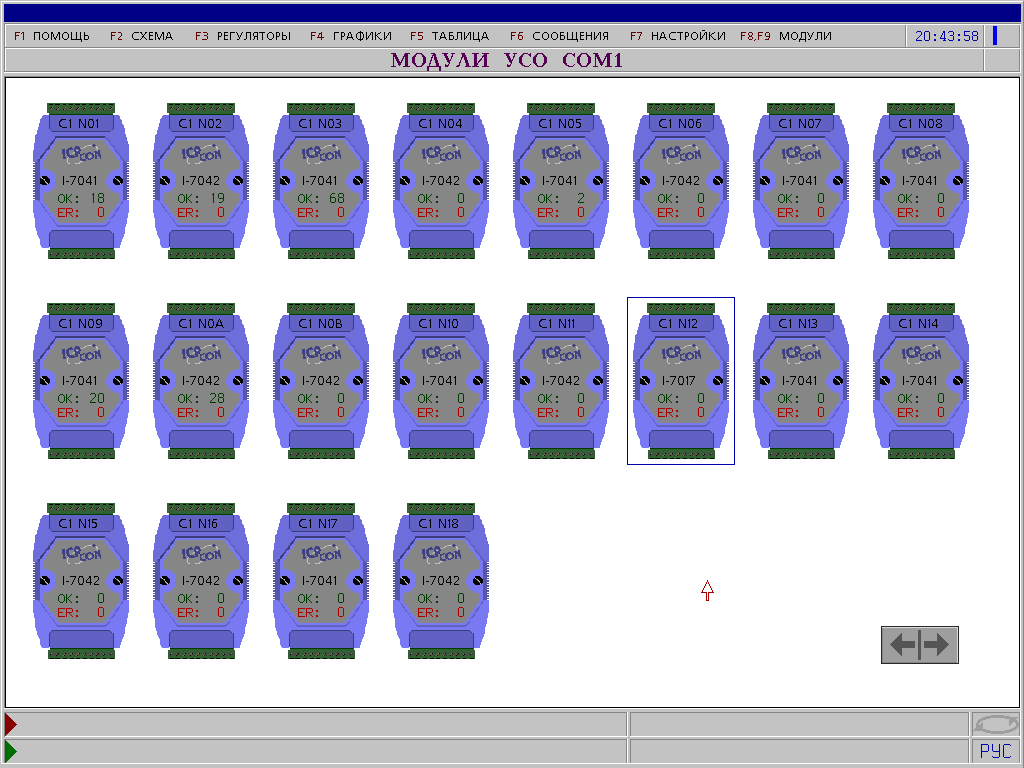 F1 ПОМОЩЬ F2 СХЕМА F3 РЕГУЛЯТОРЫ F4 ГРАФИКИ F5 ТАБЛИЦА F6 СООБЩЕНИЯ F7 НАСТРОЙКИ F8,F9 МОДУЛИ 20:43:58
МОДУЛИ УСО COM1
C1 N01 C1 N02 C1 N03 C1 N04 C1 N05 C1 N06 C1 N07 C1 N08
ICP CON ICP CON ICP CON ICP CON ICP CON ICP CON ICP CON ICP CON
I-7041 I-7042 I-7041 I-7042 I-7041 I-7042 I-7041 I-7041
OK: 18 OK: 19 OK: 68 OK: 0 OK: 2 OK: 0 OK: 0 OK: 0
ER: 0 ER: 0 ER: 0 ER: 0 ER: 0 ER: 0 ER: 0 ER: 0
C1 N09 C1 N0A C1 N0B C1 N10 C1 N11 C1 N12 C1 N13 C1 N14
ICP CON ICP CON ICP CON ICP CON ICP CON ICP CON ICP CON ICP CON
I-7041 I-7042 I-7042 I-7041 I-7042 I-7017 I-7041 I-7041
OK: 20 OK: 28 OK: 0 OK: 0 OK: 0 OK: 0 OK: 0 OK: 0
ER: 0 ER: 0 ER: 0 ER: 0 ER: 0 ER: 0 ER: 0 ER: 0
C1 N15 C1 N16 C1 N17 C1 N18
ICP CON ICP CON ICP CON ICP CON
I-7042 I-7042 I-7041 I-7042
OK: 0 OK: 0 OK: 0 OK: 0
ER: 0 ER: 0 ER: 0 ER: 0
РУС